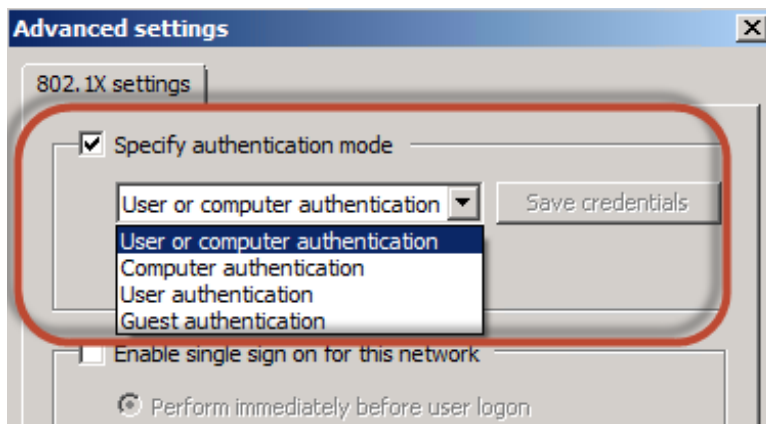 Advanced settings
802.1X settings
Specify authentication mode
User or computer authentication
Save credentials
User or computer authentication
Computer authentication
User authentication
Guest authentication
Enable single sign on for this network
Perform immediately before user logon